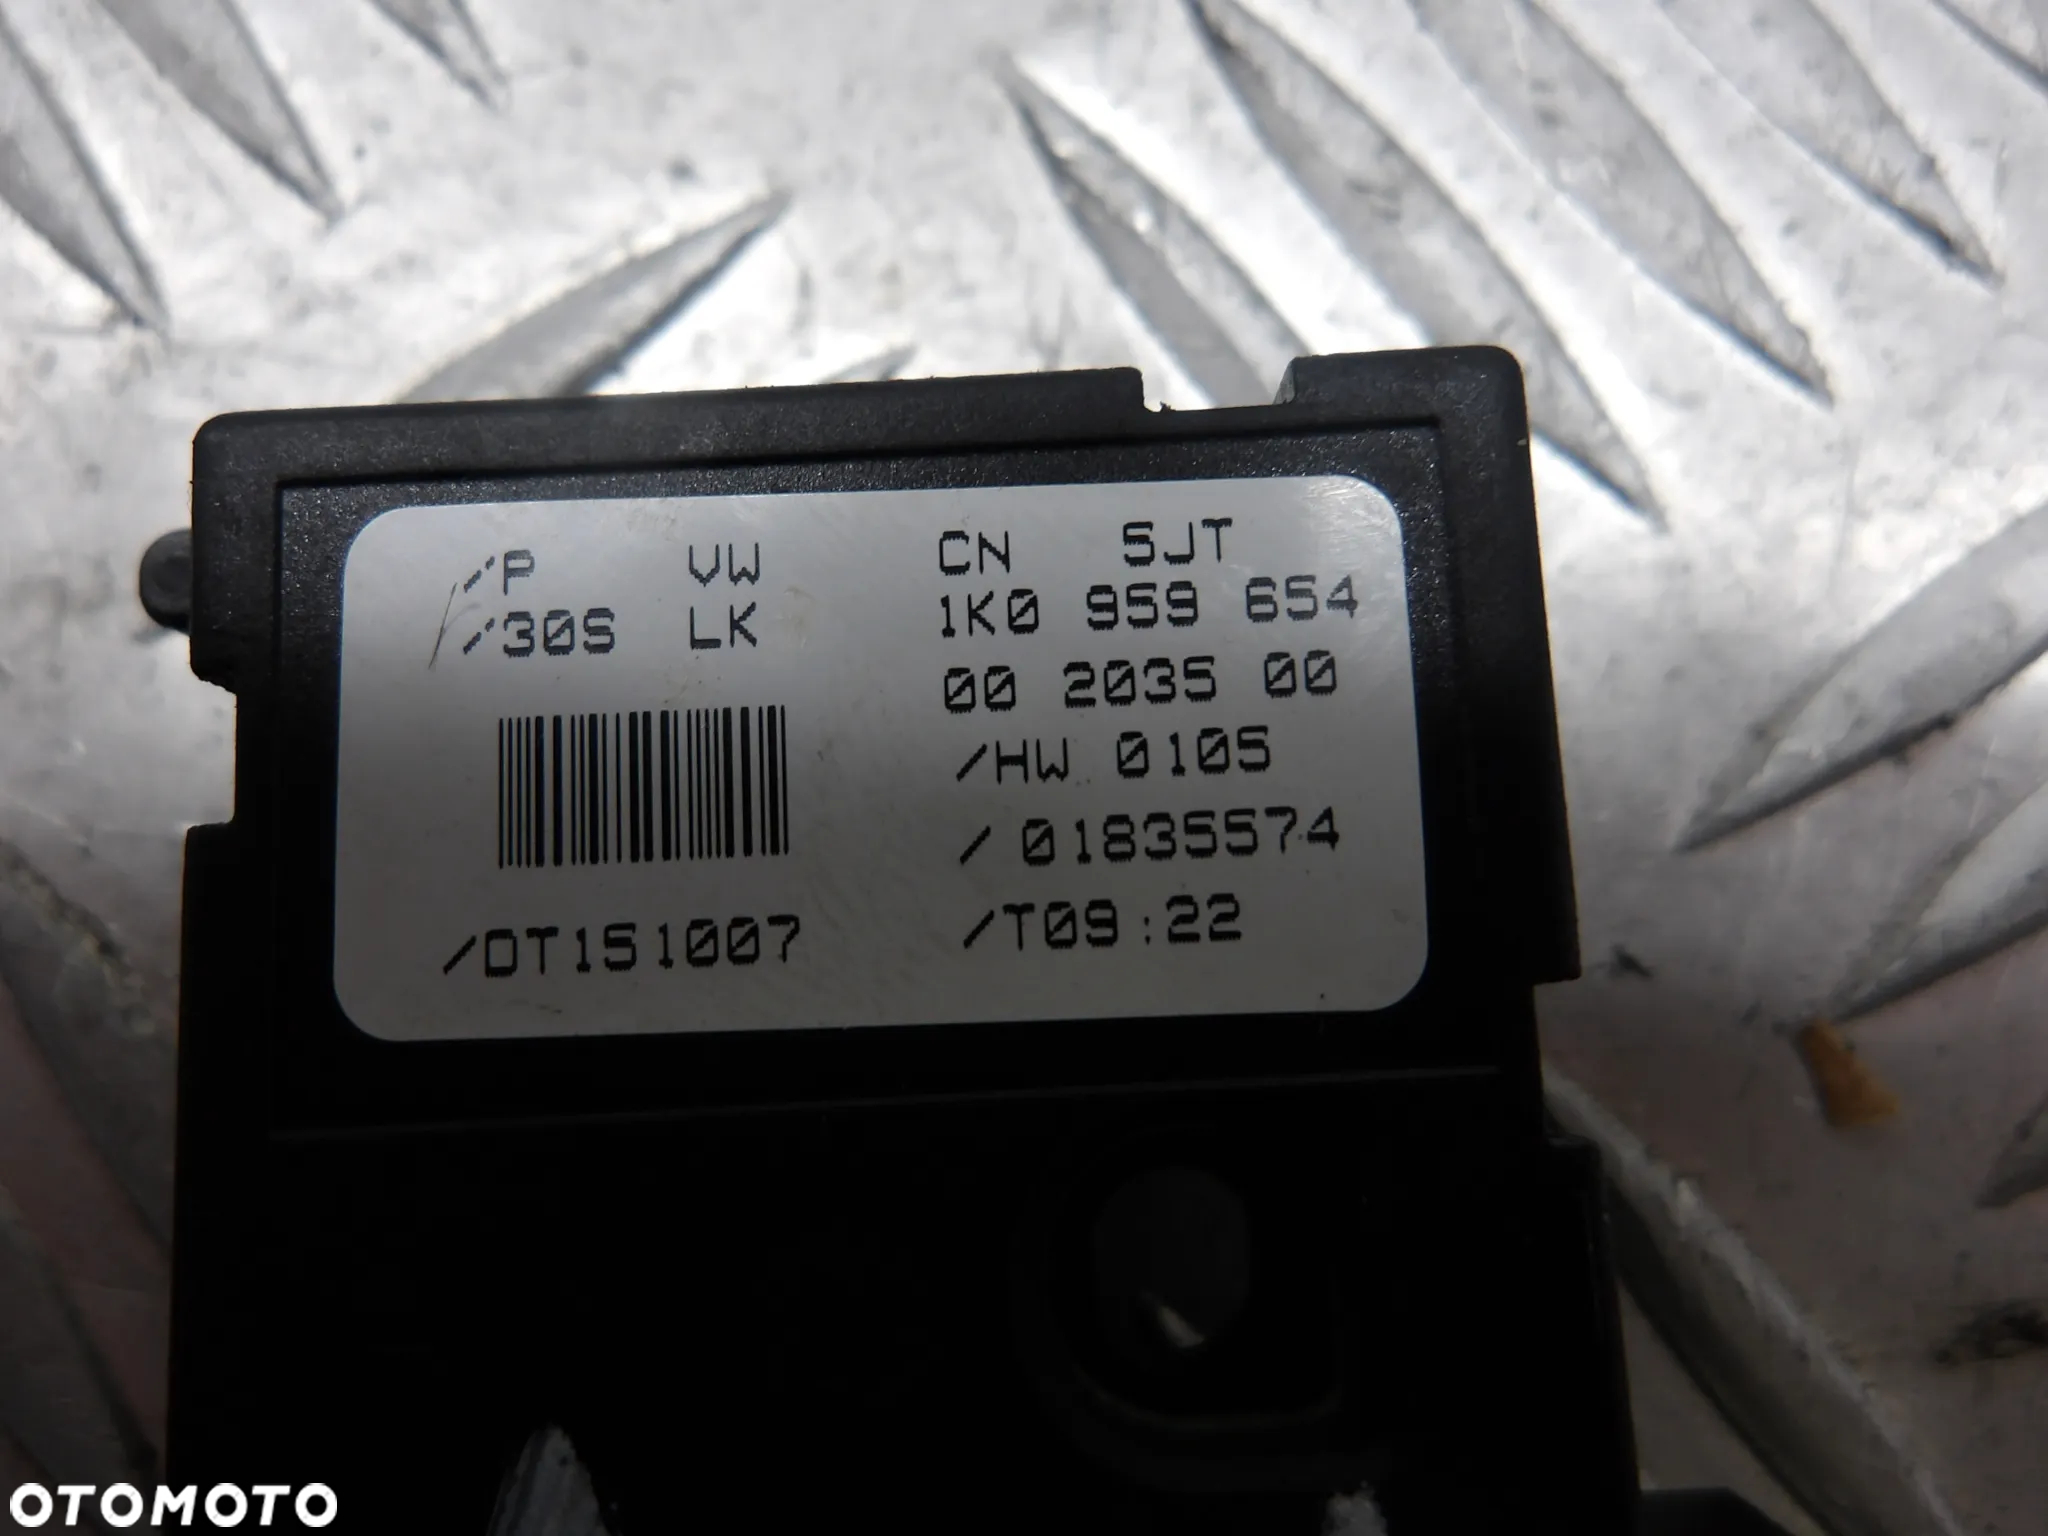 /P VW CN 5JT
/30S LK 1K0 959 654
00 2035 00
/HW 0105
/ 01835574
/DT151007 /T09:22
OTOMOTO